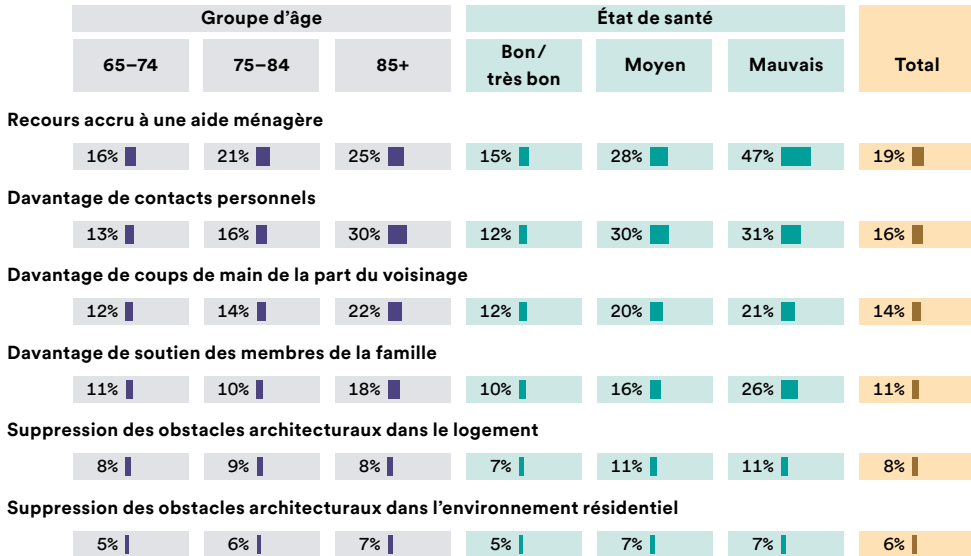 Groupe d’âge État de santé
65–74 75–84 85+ Bon/ très bon Moyen Mauvais Total
Recours accru à une aide ménagère
16% 21% 25% 15% 28% 47% 19%
Davantage de contacts personnels
13% 16% 30% 12% 30% 31% 16%
Davantage de coups de main de la part du voisinage
12% 14% 22% 12% 20% 21% 14%
Davantage de soutien des membres de la famille
11% 10% 18% 10% 16% 26% 11%
Suppression des obstacles architecturaux dans le logement
8% 9% 8% 7% 11% 11% 8%
Suppression des obstacles architecturaux dans l’environnement résidentiel
5% 6% 7% 5% 7% 7% 6%